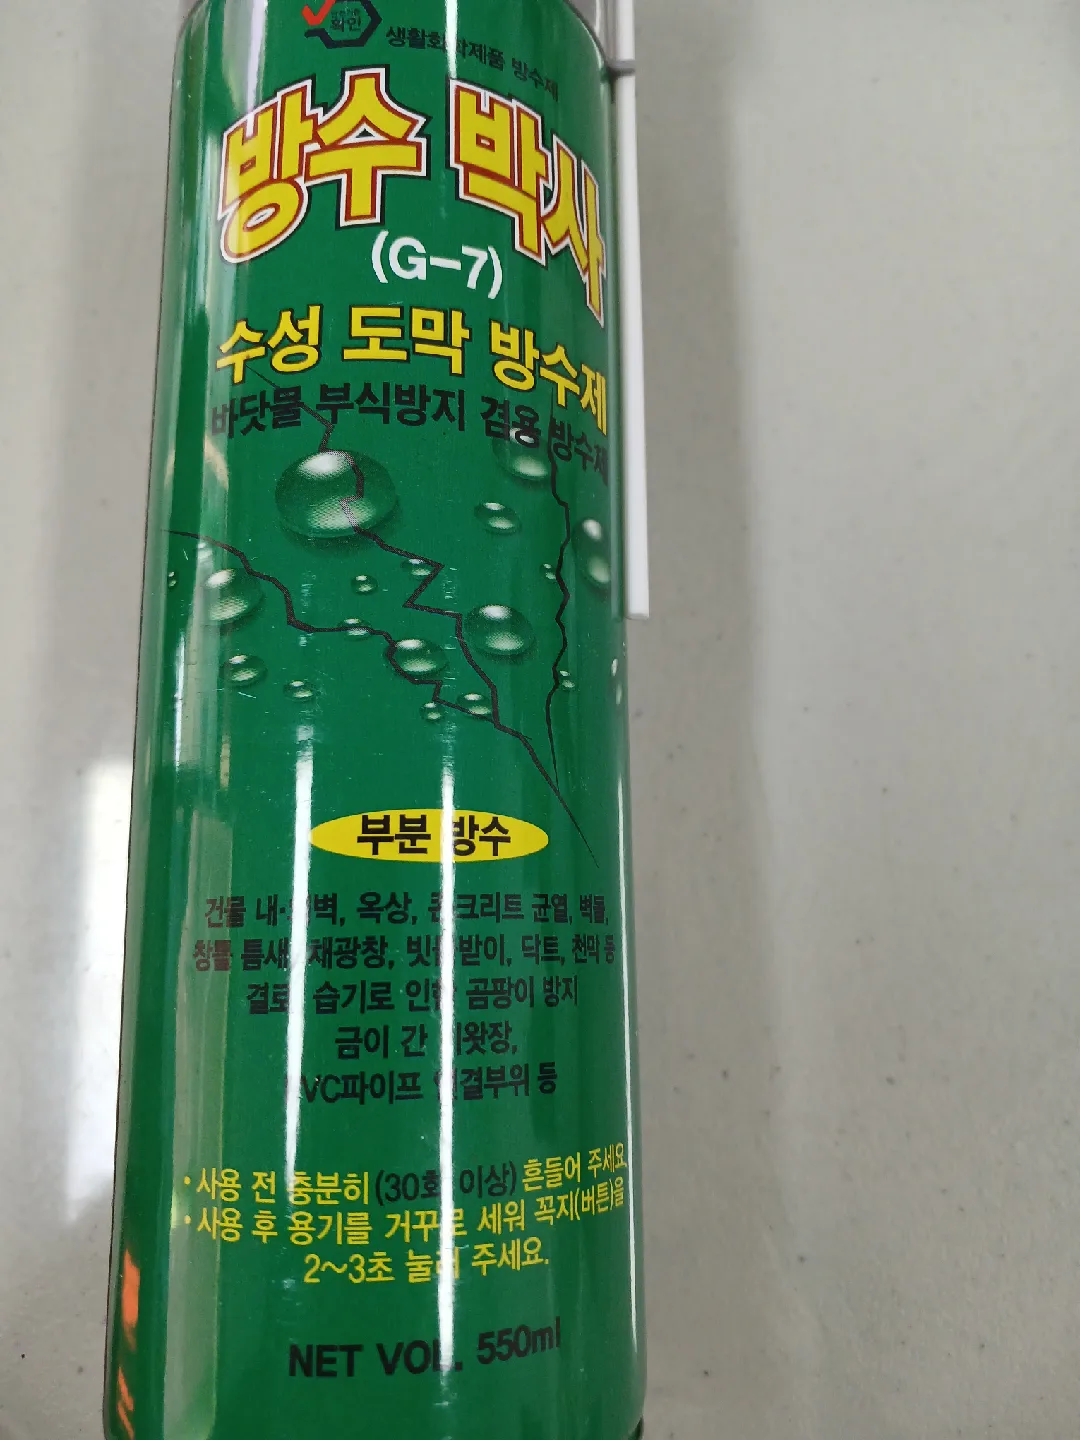 확인
생활화학제품 방수제
방수 박사
(G-7)
수성 도막 방수제
바닷물 부식방지 겸용 방수제
부분 방수
건물 내·외벽, 옥상, 콘크리트 균열, 벽돌,
창틀 틈새, 채광창, 빗물받이, 닥트, 천막 등
결로, 습기로 인한 곰팡이 방지
금이 간 기왓장,
PVC파이프 연결부위 등
·사용 전 충분히 (30회 이상) 흔들어 주세요
·사용 후 용기를 거꾸로 세워 꼭지(버튼)을
2~3초 눌러 주세요.
NET VOL. 550ml